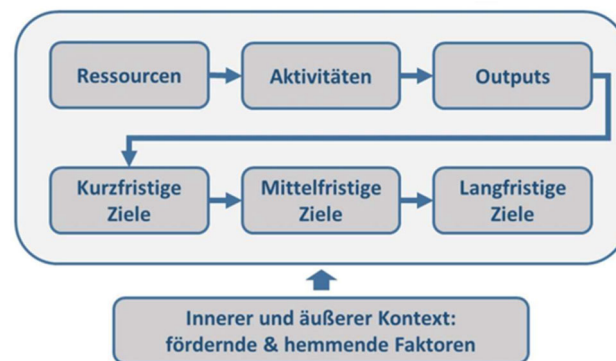 Ressourcen
Aktivitäten
Outputs
Kurzfristige
Ziele
Mittelfristige
Ziele
Langfristige
Ziele
Innerer und äußerer Kontext:
fördernde & hemmende Faktoren